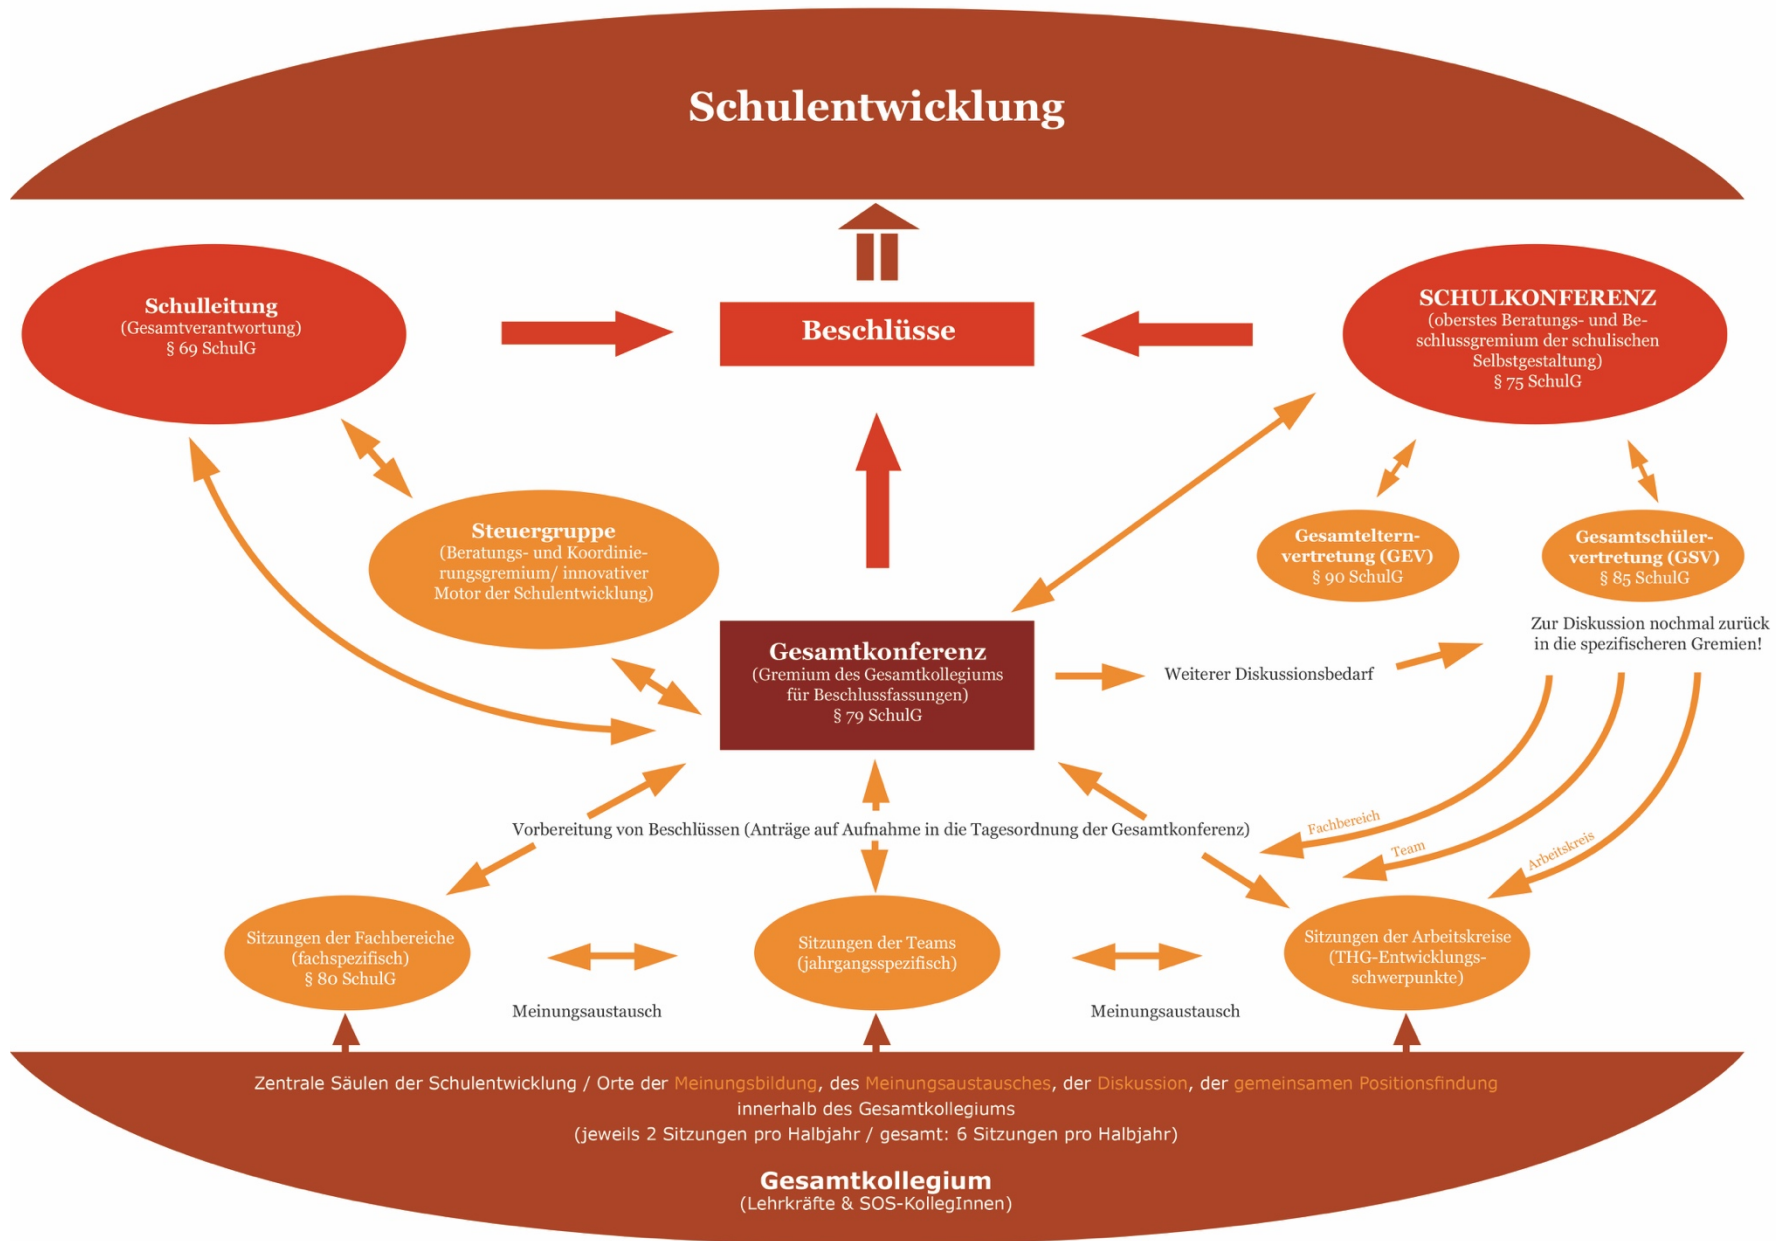 Schulentwicklung
Schulleitung
(Gesamtverantwortung)
§ 69 SchulG
Beschlüsse
SCHULKONFERENZ
(oberstes Beratungs- und Be-
schlussgremium der schulischen
Selbstgestaltung)
§ 75 SchulG
Steuergruppe
(Beratungs- und Koordinie-
rungsgremium/ innovativer
Motor der Schulentwicklung)
Gesamteltern-
vertretung (GEV)
§ 90 SchulG
Gesamtschüler-
vertretung (GSV)
§ 85 SchulG
Zur Diskussion nochmal zurück
in die spezifischeren Gremien!
Gesamtkonferenz
(Gremium des Gesamtkollegiums
für Beschlussfassungen)
§ 79 SchulG
Weiterer Diskussionsbedarf
Vorbereitung von Beschlüssen (Anträge auf Aufnahme in die Tagesordnung der Gesamtkonferenz)
Fachbereich
Team
Arbeitskreis
Sitzungen der Fachbereiche
(fachspezifisch)
§ 80 SchulG
Sitzungen der Teams
(jahrgangsspezifisch)
Sitzungen der Arbeitskreise
(THG-Entwicklungs-
schwerpunkte)
Meinungsaustausch
Meinungsaustausch
Zentrale Säulen der Schulentwicklung / Orte der Meinungsbildung, des Meinungsaustausches, der Diskussion, der gemeinsamen Positionsfindung
innerhalb des Gesamtkollegiums
(jeweils 2 Sitzungen pro Halbjahr / gesamt: 6 Sitzungen pro Halbjahr)
Gesamtkollegium
(Lehrkräfte & SOS-KollegInnen)